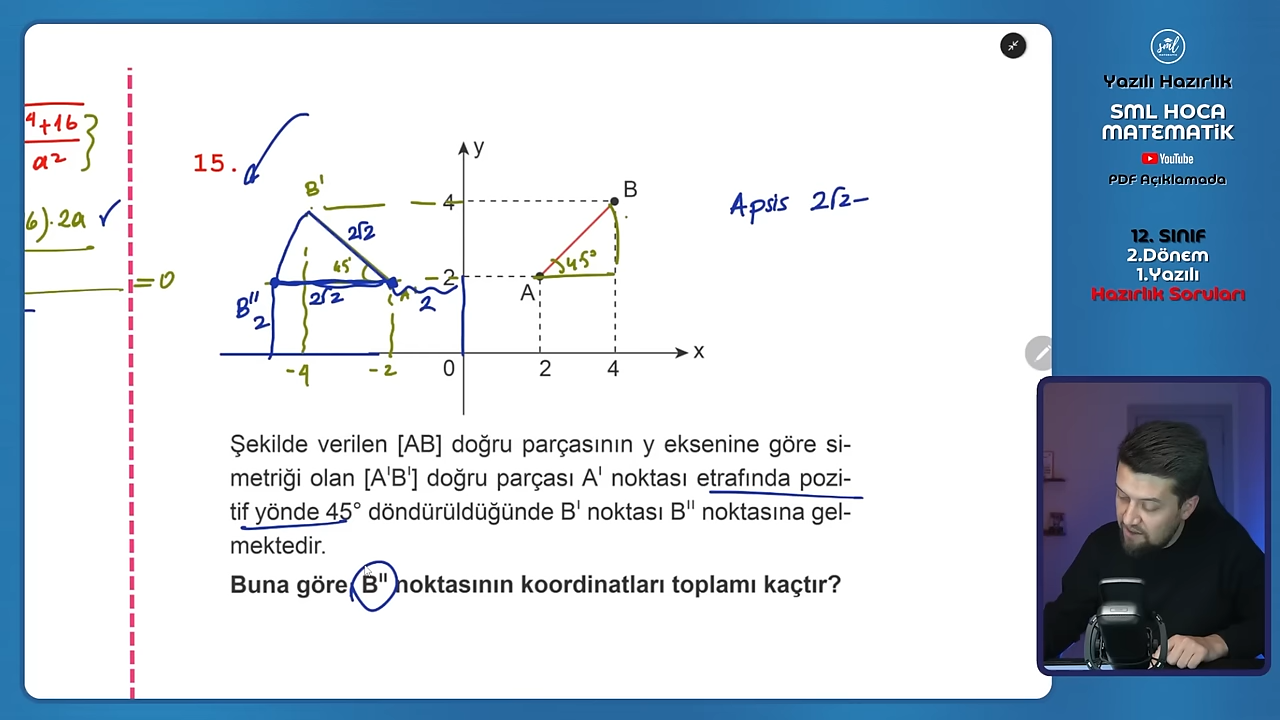 4+16
a²
6).2a ✓
= 0
15.
y
B'
4
B
Apsis 2√2-
2√2
45
45°
2
A
A'
B''
2√2
2
2
x
-4
-2
0
2
4
Şekilde verilen [AB] doğru parçasının y eksenine göre si-
metriği olan [A'B'] doğru parçası A' noktası etrafında pozi-
tif yönde 45° döndürüldüğünde B' noktası B'' noktasına gel-
mektedir.
Buna göre, B'' noktasının koordinatları toplamı kaçtır?
sml
Yazılı Hazırlık
SML HOCA
MATEMATİK
YouTube
PDF Açıklamada
12. SINIF
2.Dönem
1.Yazılı
Hazırlık Soruları